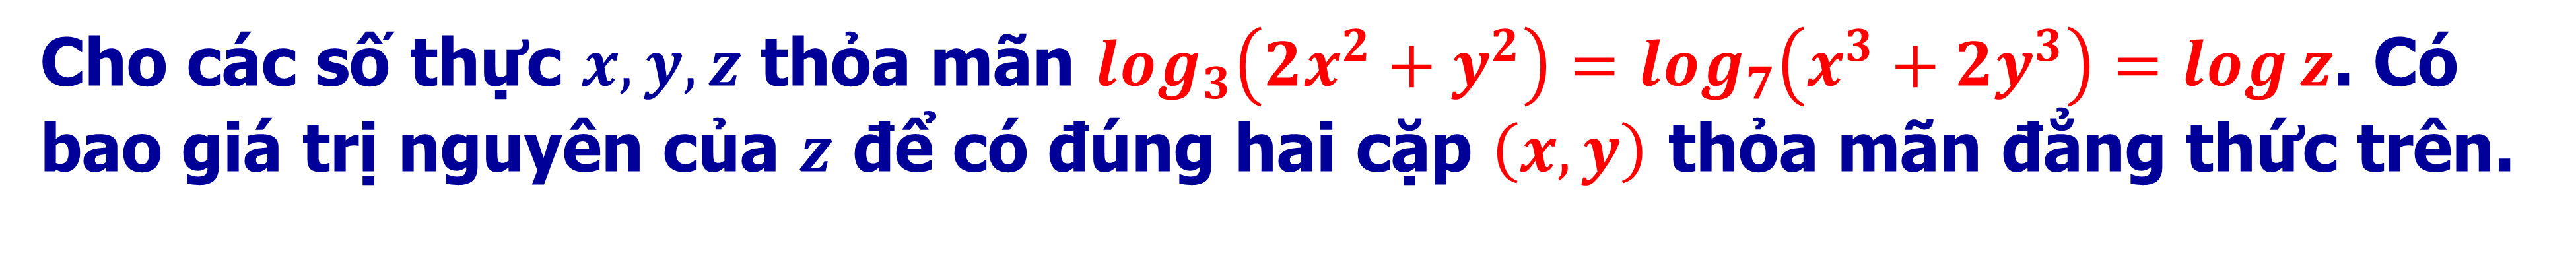 Cho các số thực x, y, z thỏa mãn log₃(2x² + y²) = log₇(x³ + 2y³) = log z. Có
bao giá trị nguyên của z để có đúng hai cặp (x, y) thỏa mãn đẳng thức trên.